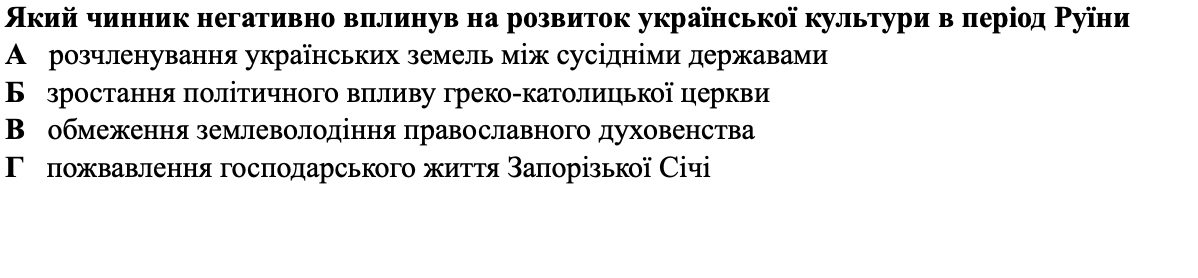 Який чинник негативно вплинув на розвиток української культури в період Руїни
А розчленування українських земель між сусідніми державами
Б зростання політичного впливу греко-католицької церкви
В обмеження землеволодіння православного духовенства
Г пожвавлення господарського життя Запорізької Січі